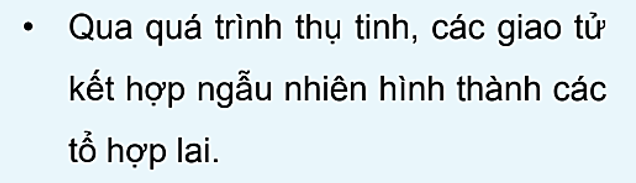 • Qua quá trình thụ tinh, các giao tử
kết hợp ngẫu nhiên hình thành các
tổ hợp lai.